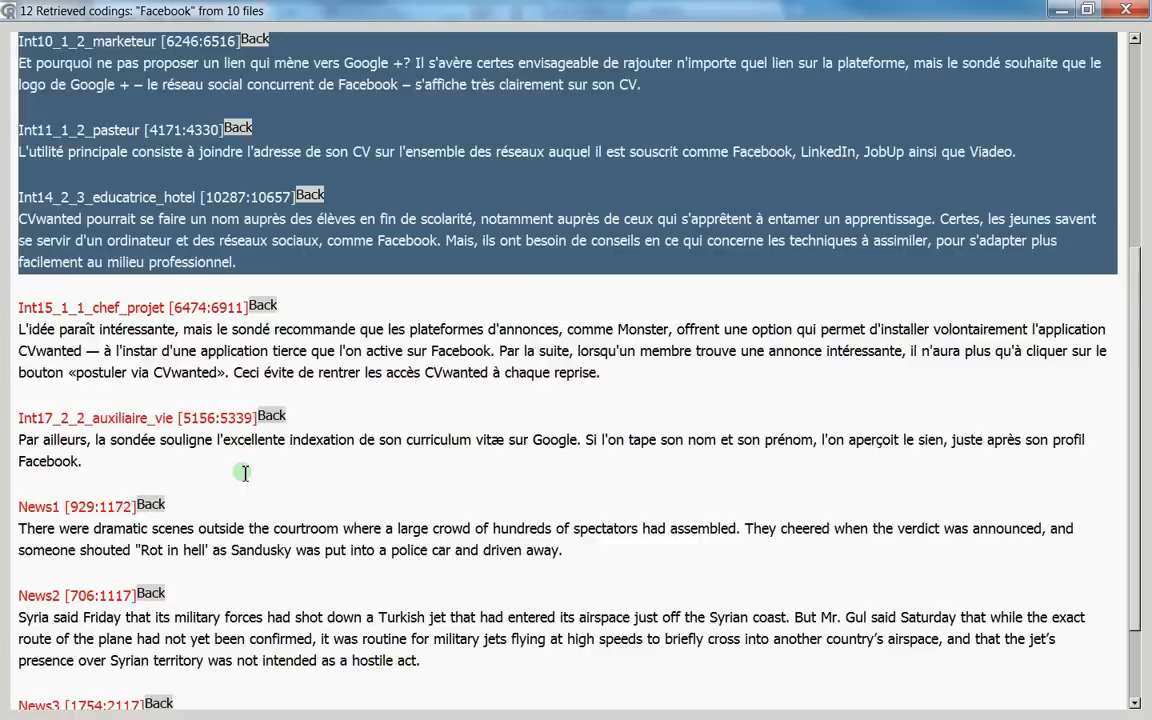 12 Retrieved codings: "Facebook" from 10 files
Int10_1_2_marketeur [6246:6516]Back
Et pourquoi ne pas proposer un lien qui mène vers Google +? Il s'avère certes envisageable de rajouter n'importe quel lien sur la plateforme, mais le sondé souhaite que le
logo de Google + – le réseau social concurrent de Facebook – s'affiche très clairement sur son CV.
Int11_1_2_pasteur [4171:4330]Back
L'utilité principale consiste à joindre l'adresse de son CV sur l'ensemble des réseaux auquel il est souscrit comme Facebook, LinkedIn, JobUp ainsi que Viadeo.
Int14_2_3_educatrice_hotel [10287:10657]Back
CVwanted pourrait se faire un nom auprès des élèves en fin de scolarité, notamment auprès de ceux qui s'apprêtent à entamer un apprentissage. Certes, les jeunes savent
se servir d'un ordinateur et des réseaux sociaux, comme Facebook. Mais, ils ont besoin de conseils en ce qui concerne les techniques à assimiler, pour s'adapter plus
facilement au milieu professionnel.
Int15_1_1_chef_projet [6474:6911]Back
L'idée paraît intéressante, mais le sondé recommande que les plateformes d'annonces, comme Monster, offrent une option qui permet d'installer volontairement l'application
CVwanted — à l'instar d'une application tierce que l'on active sur Facebook. Par la suite, lorsqu'un membre trouve une annonce intéressante, il n'aura plus qu'à cliquer sur le
bouton «postuler via CVwanted». Ceci évite de rentrer les accès CVwanted à chaque reprise.
Int17_2_2_auxiliaire_vie [5156:5339]Back
Par ailleurs, la sondée souligne l'excellente indexation de son curriculum vitæ sur Google. Si l'on tape son nom et son prénom, l'on aperçoit le sien, juste après son profil
Facebook.
News1 [929:1172]Back
There were dramatic scenes outside the courtroom where a large crowd of hundreds of spectators had assembled. They cheered when the verdict was announced, and
someone shouted "Rot in hell' as Sandusky was put into a police car and driven away.
News2 [706:1117]Back
Syria said Friday that its military forces had shot down a Turkish jet that had entered its airspace just off the Syrian coast. But Mr. Gul said Saturday that while the exact
route of the plane had not yet been confirmed, it was routine for military jets flying at high speeds to briefly cross into another country’s airspace, and that the jet’s
presence over Syrian territory was not intended as a hostile act.
News3 [1754:2117]Back